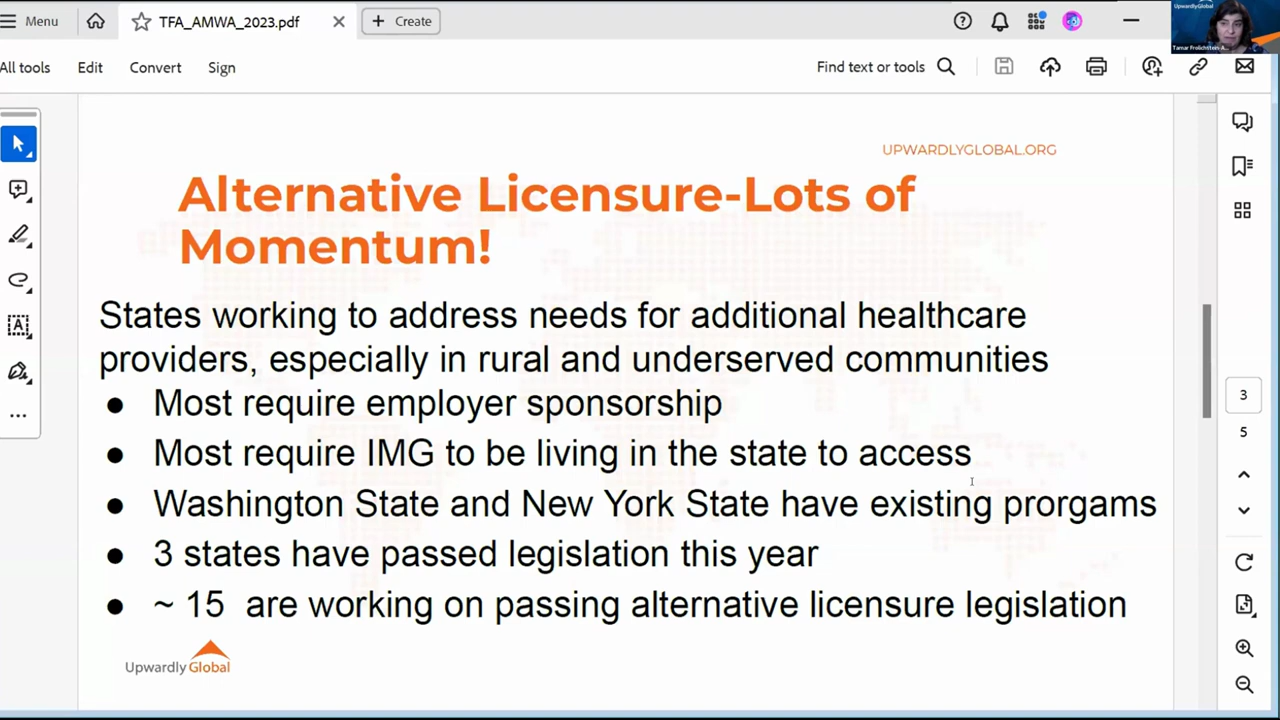 Menu
TFA_AMWA_2023.pdf
Create
UpwardlyGlobal
All tools
Edit
Convert
Sign
Find text or tools
UPWARDLYGLOBAL.ORG
Alternative Licensure-Lots of
Momentum!
States working to address needs for additional healthcare
providers, especially in rural and underserved communities
● Most require employer sponsorship
● Most require IMG to be living in the state to access
● Washington State and New York State have existing prorgams
● 3 states have passed legislation this year
● ~ 15 are working on passing alternative licensure legislation
Upwardly Global
3
5